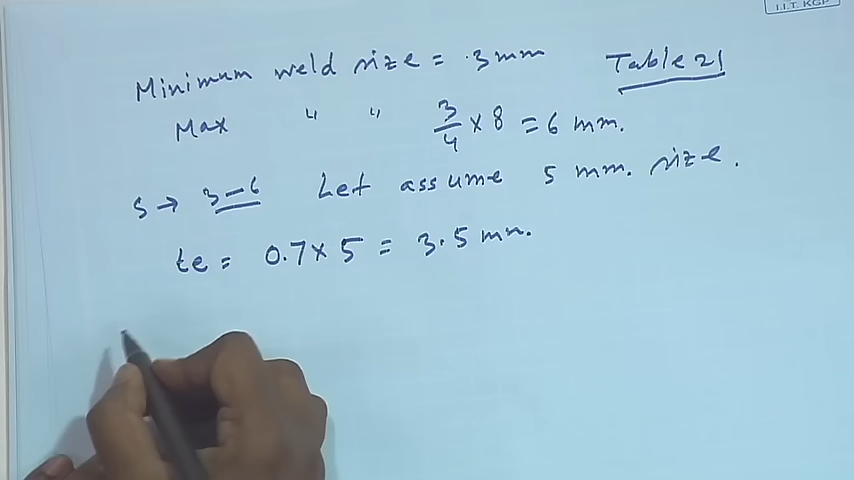 I.I.T. KGP
Minimum weld size = 3mm Table 21
Max " " 3/4 × 8 = 6 mm.
S → 3-6 Let assume 5 mm. size.
te = 0.7 × 5 = 3.5 mm.